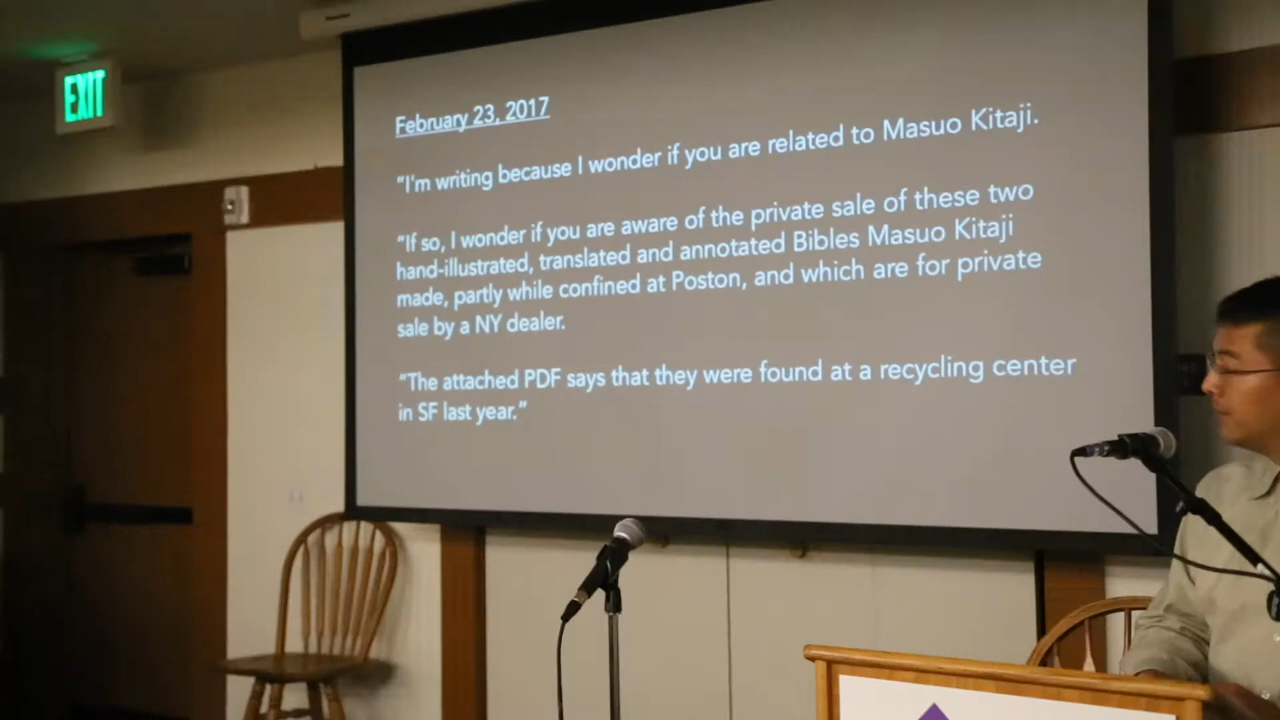 EXIT
February 23, 2017
“I'm writing because I wonder if you are related to Masuo Kitaji.
“If so, I wonder if you are aware of the private sale of these two
hand-illustrated, translated and annotated Bibles Masuo Kitaji
made, partly while confined at Poston, and which are for private
sale by a NY dealer.
“The attached PDF says that they were found at a recycling center
in SF last year.”